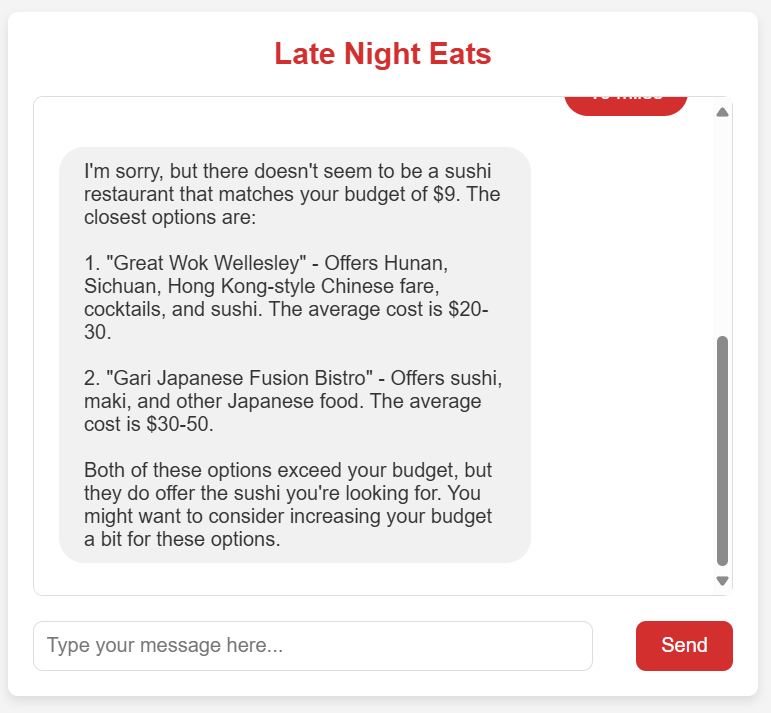 Late Night Eats
I'm sorry, but there doesn't seem to be a sushi
restaurant that matches your budget of $9. The
closest options are:
1. "Great Wok Wellesley" - Offers Hunan,
Sichuan, Hong Kong-style Chinese fare,
cocktails, and sushi. The average cost is $20-
30.
2. "Gari Japanese Fusion Bistro" - Offers sushi,
maki, and other Japanese food. The average
cost is $30-50.
Both of these options exceed your budget, but
they do offer the sushi you're looking for. You
might want to consider increasing your budget
a bit for these options.
Type your message here...
Send